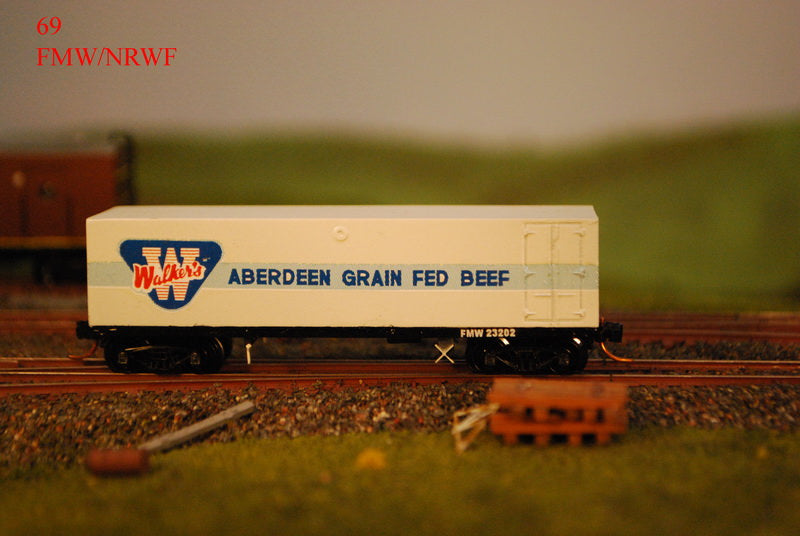 69
FMW/NRWF
W
Walker's
ABERDEEN GRAIN FED BEEF
FMW 23202